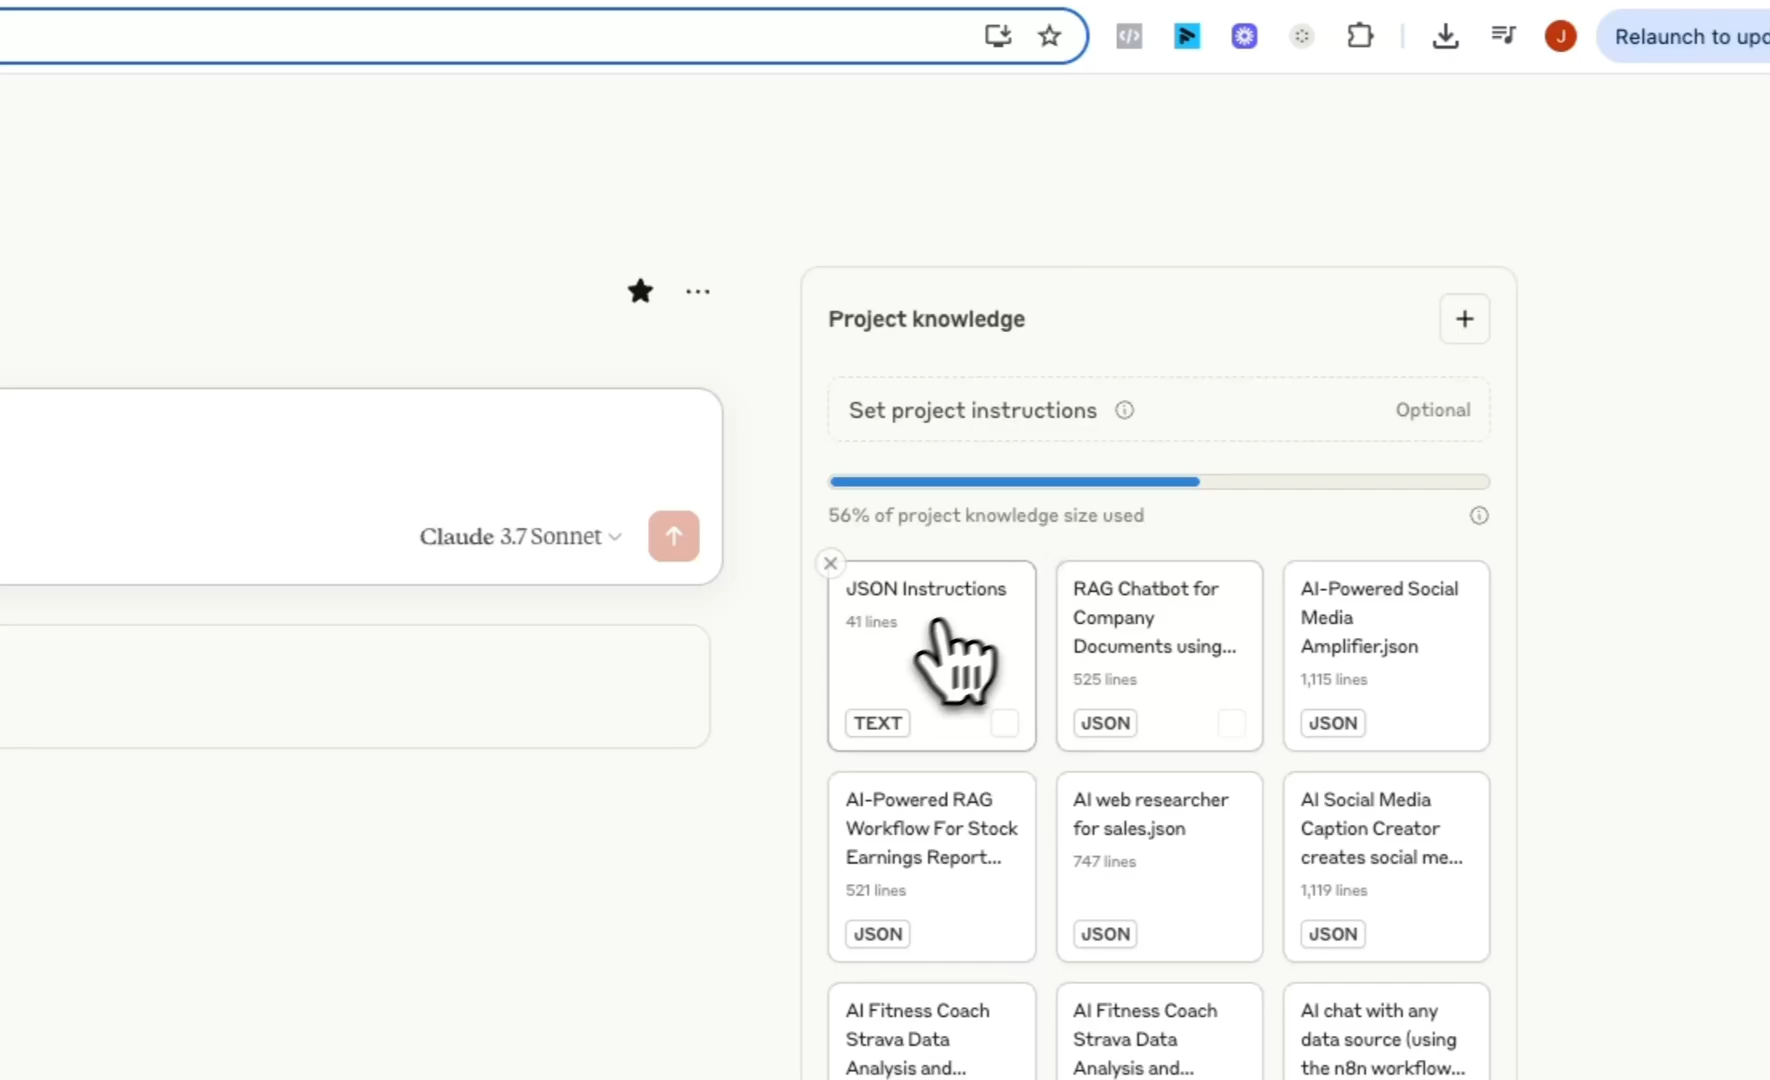 J
Relaunch to upd
Project knowledge
+
Set project instructions
Optional
Claude 3.7 Sonnet
56% of project knowledge size used
JSON Instructions
41 lines
TEXT
RAG Chatbot for
Company
Documents using...
525 lines
JSON
AI-Powered Social
Media
Amplifier.json
1,115 lines
JSON
AI-Powered RAG
Workflow For Stock
Earnings Report...
521 lines
JSON
AI web researcher
for sales.json
747 lines
JSON
AI Social Media
Caption Creator
creates social me...
1,119 lines
JSON
AI Fitness Coach
Strava Data
Analysis and...
AI Fitness Coach
Strava Data
Analysis and...
AI chat with any
data source (using
the n8n workflow...